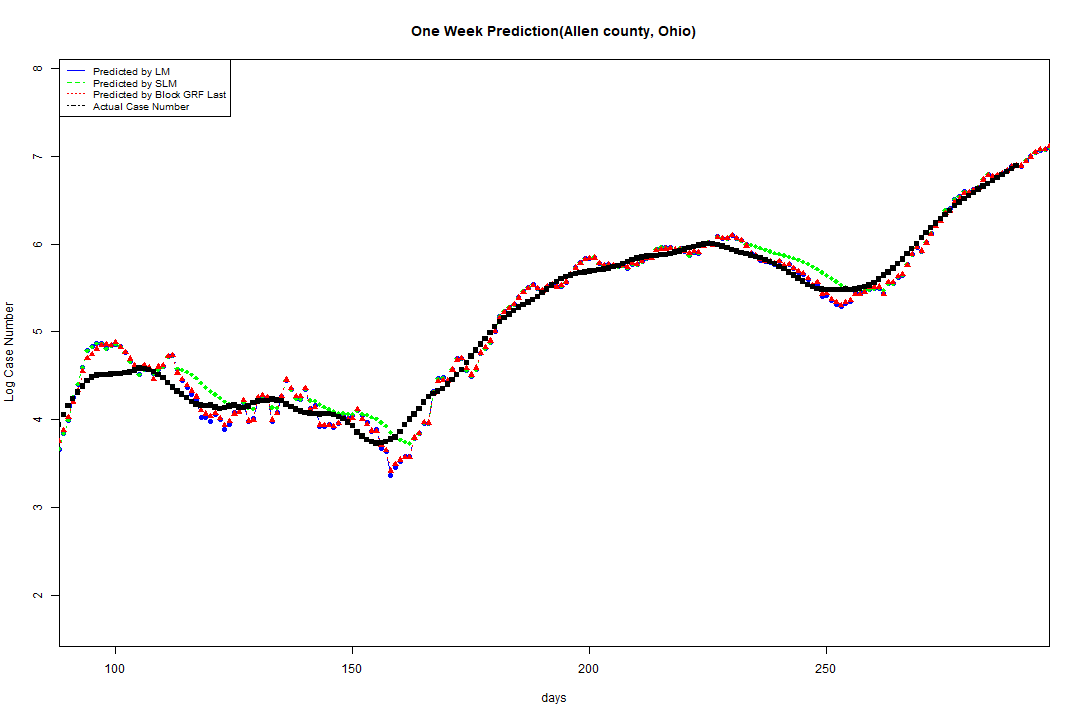 One Week Prediction(Allen county, Ohio)
Predicted by LM
Predicted by SLM
Predicted by Block GRF Last
Actual Case Number
8
7
6
5
4
3
2
Log Case Number
100 150 200 250
days